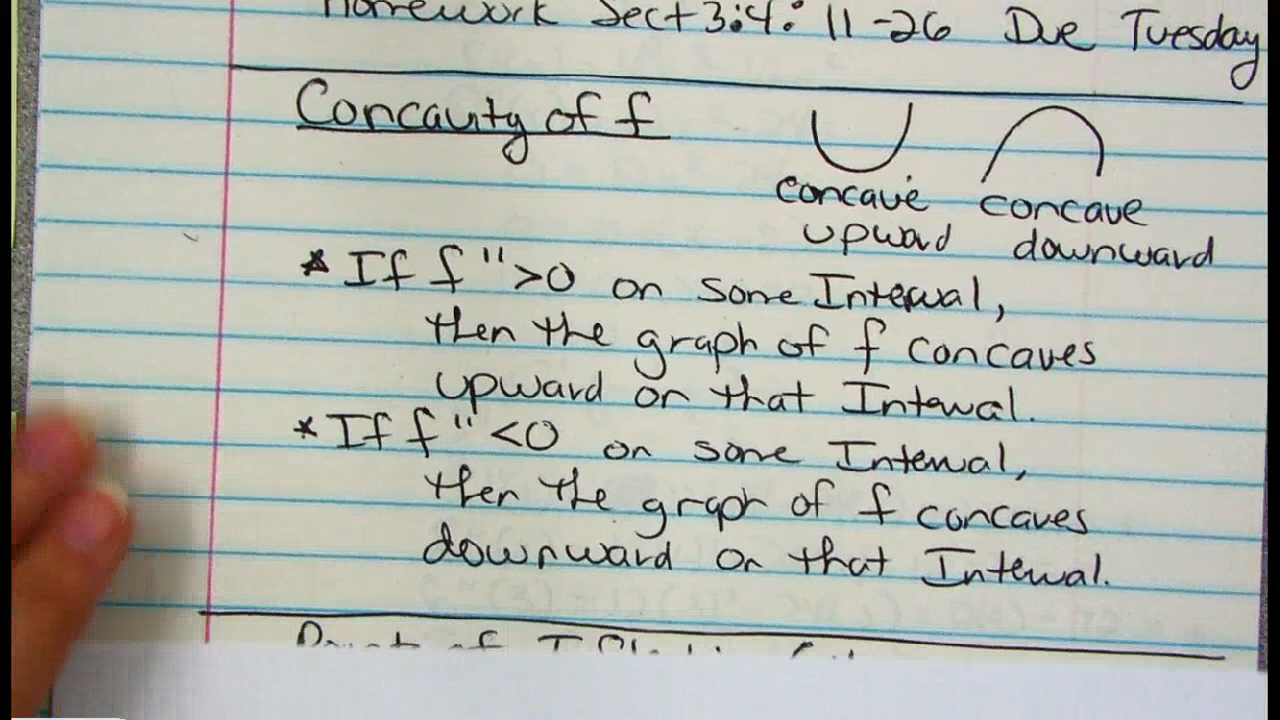 Homework Sect 3.4: 11-26 Due Tuesday
Concavity of f
concave concave
upward downward
* If f">0 on some Interval,
then the graph of f concaves
upward on that Interval.
* If f"<0 on some Interval,
then the graph of f concaves
downward on that Interval.